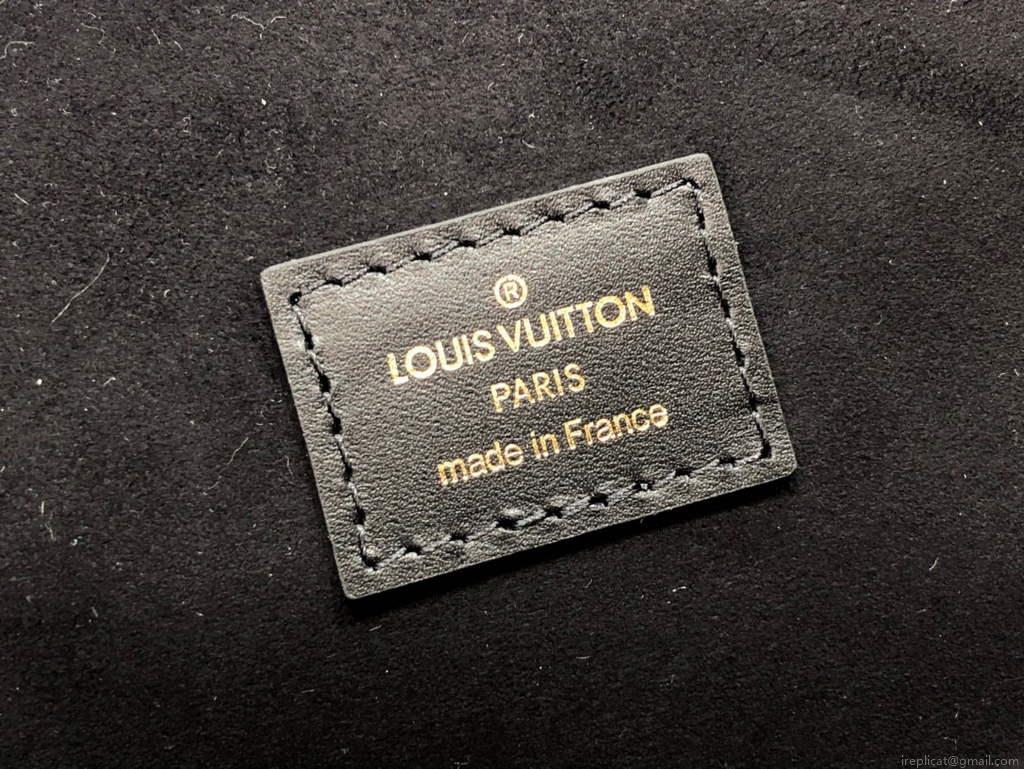 ®
LOUIS VUITTON
PARIS
made in France
ireplicat@gmail.com